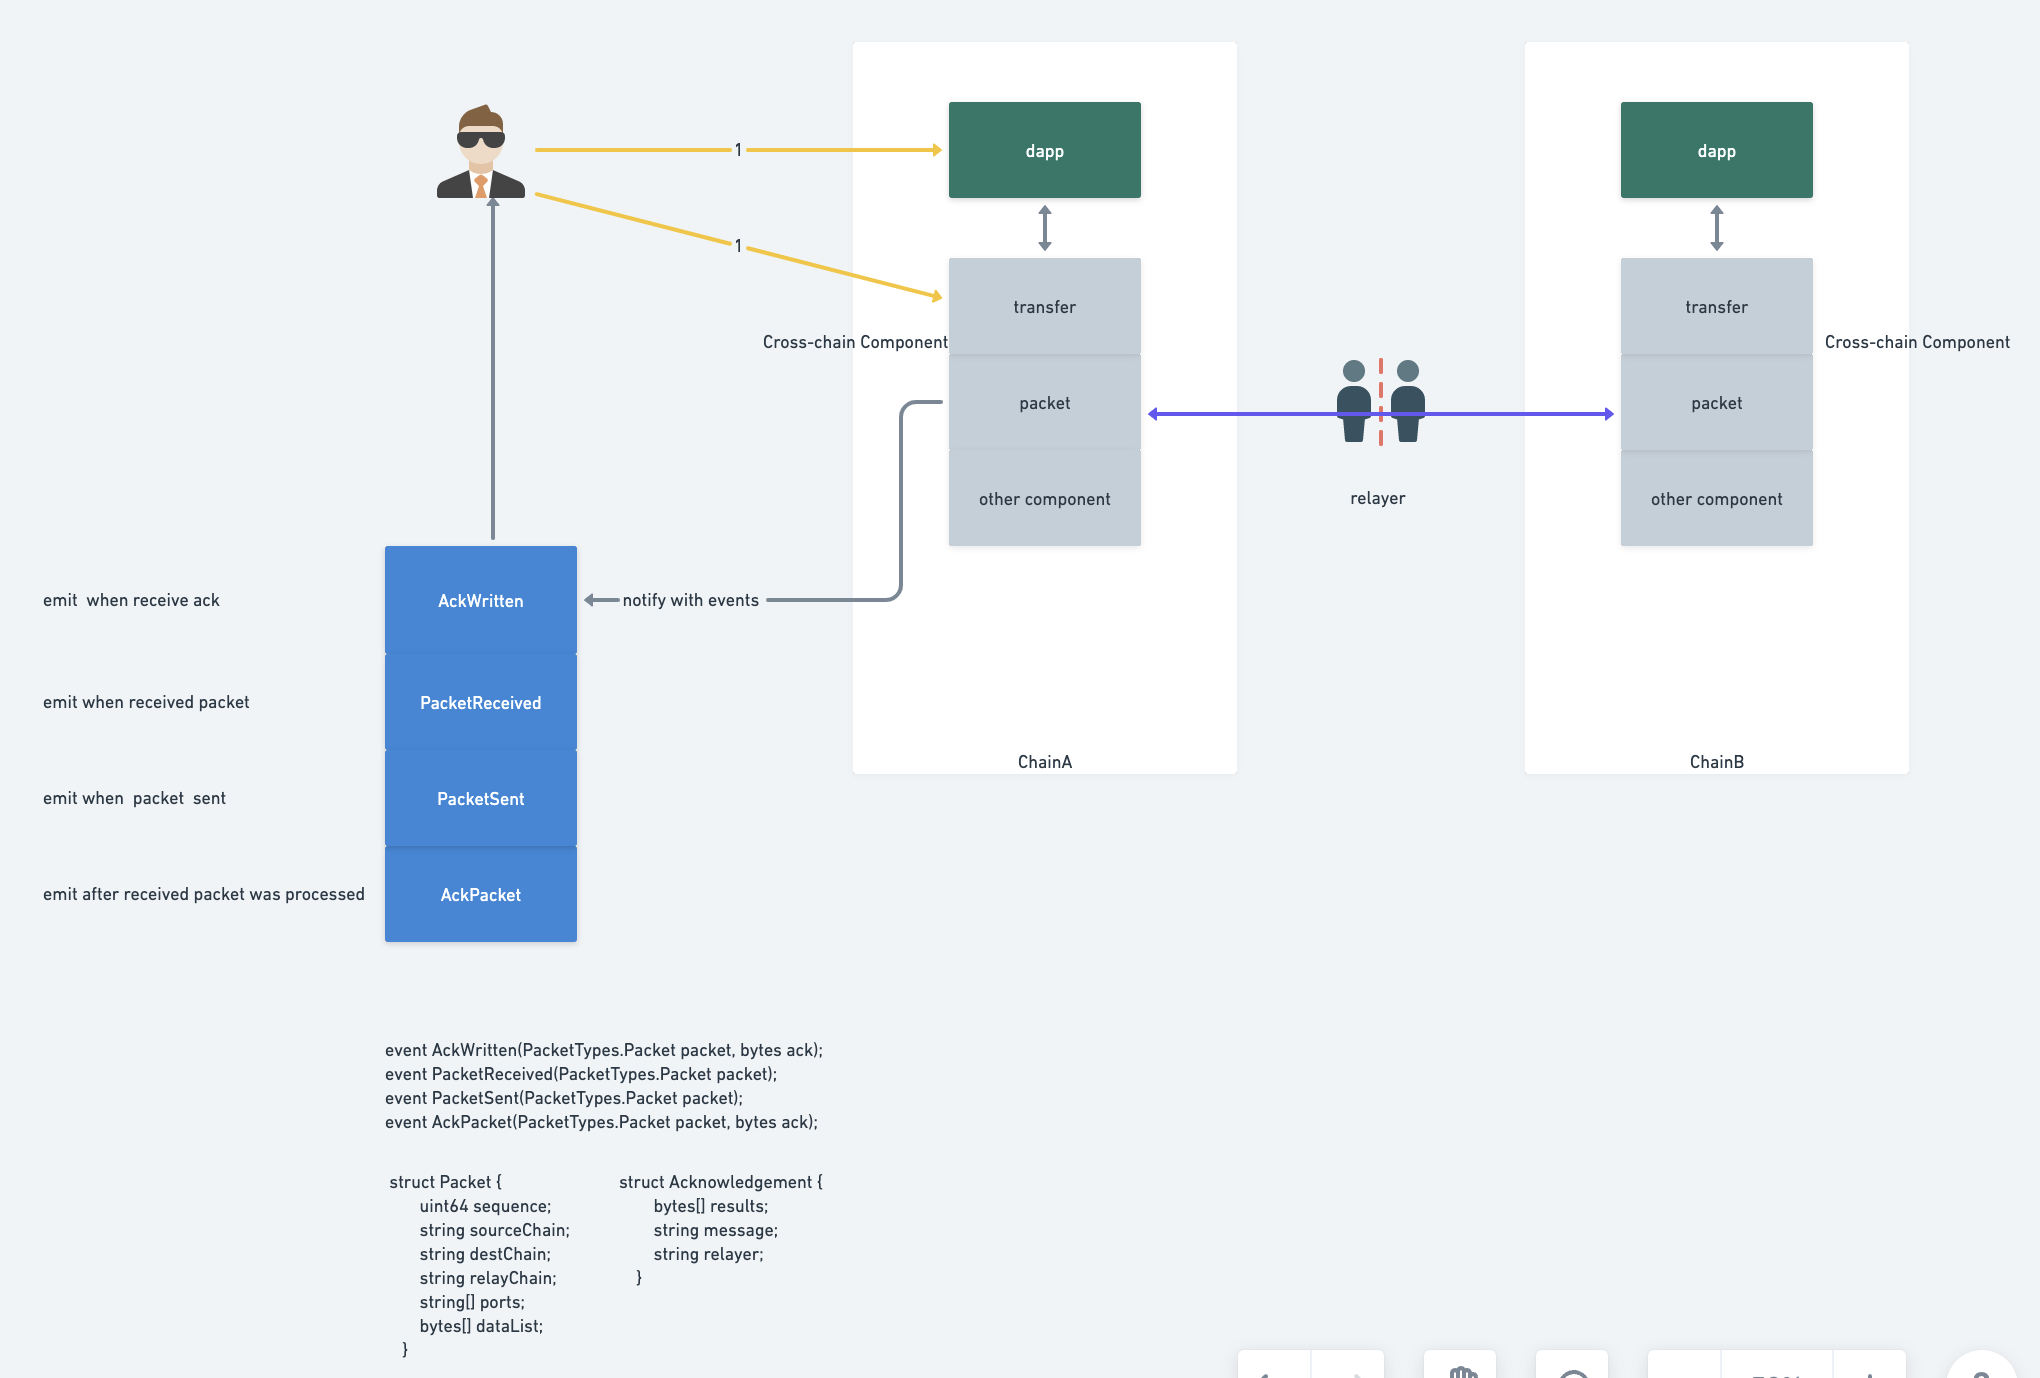 1
dapp
dapp
1
transfer
transfer
Cross-chain Component
Cross-chain Component
packet
packet
other component
relayer
other component
emit  when receive ack
AckWritten
notify with events
emit when received packet
PacketReceived
ChainA
ChainB
emit when  packet  sent
PacketSent
emit after received packet was processed
AckPacket
event AckWritten(PacketTypes.Packet packet, bytes ack);
event PacketReceived(PacketTypes.Packet packet);
event PacketSent(PacketTypes.Packet packet);
event AckPacket(PacketTypes.Packet packet, bytes ack);
struct Packet {
uint64 sequence;
string sourceChain;
string destChain;
string relayChain;
string[] ports;
bytes[] dataList;
}
struct Acknowledgement {
bytes[] results;
string message;
string relayer;
}